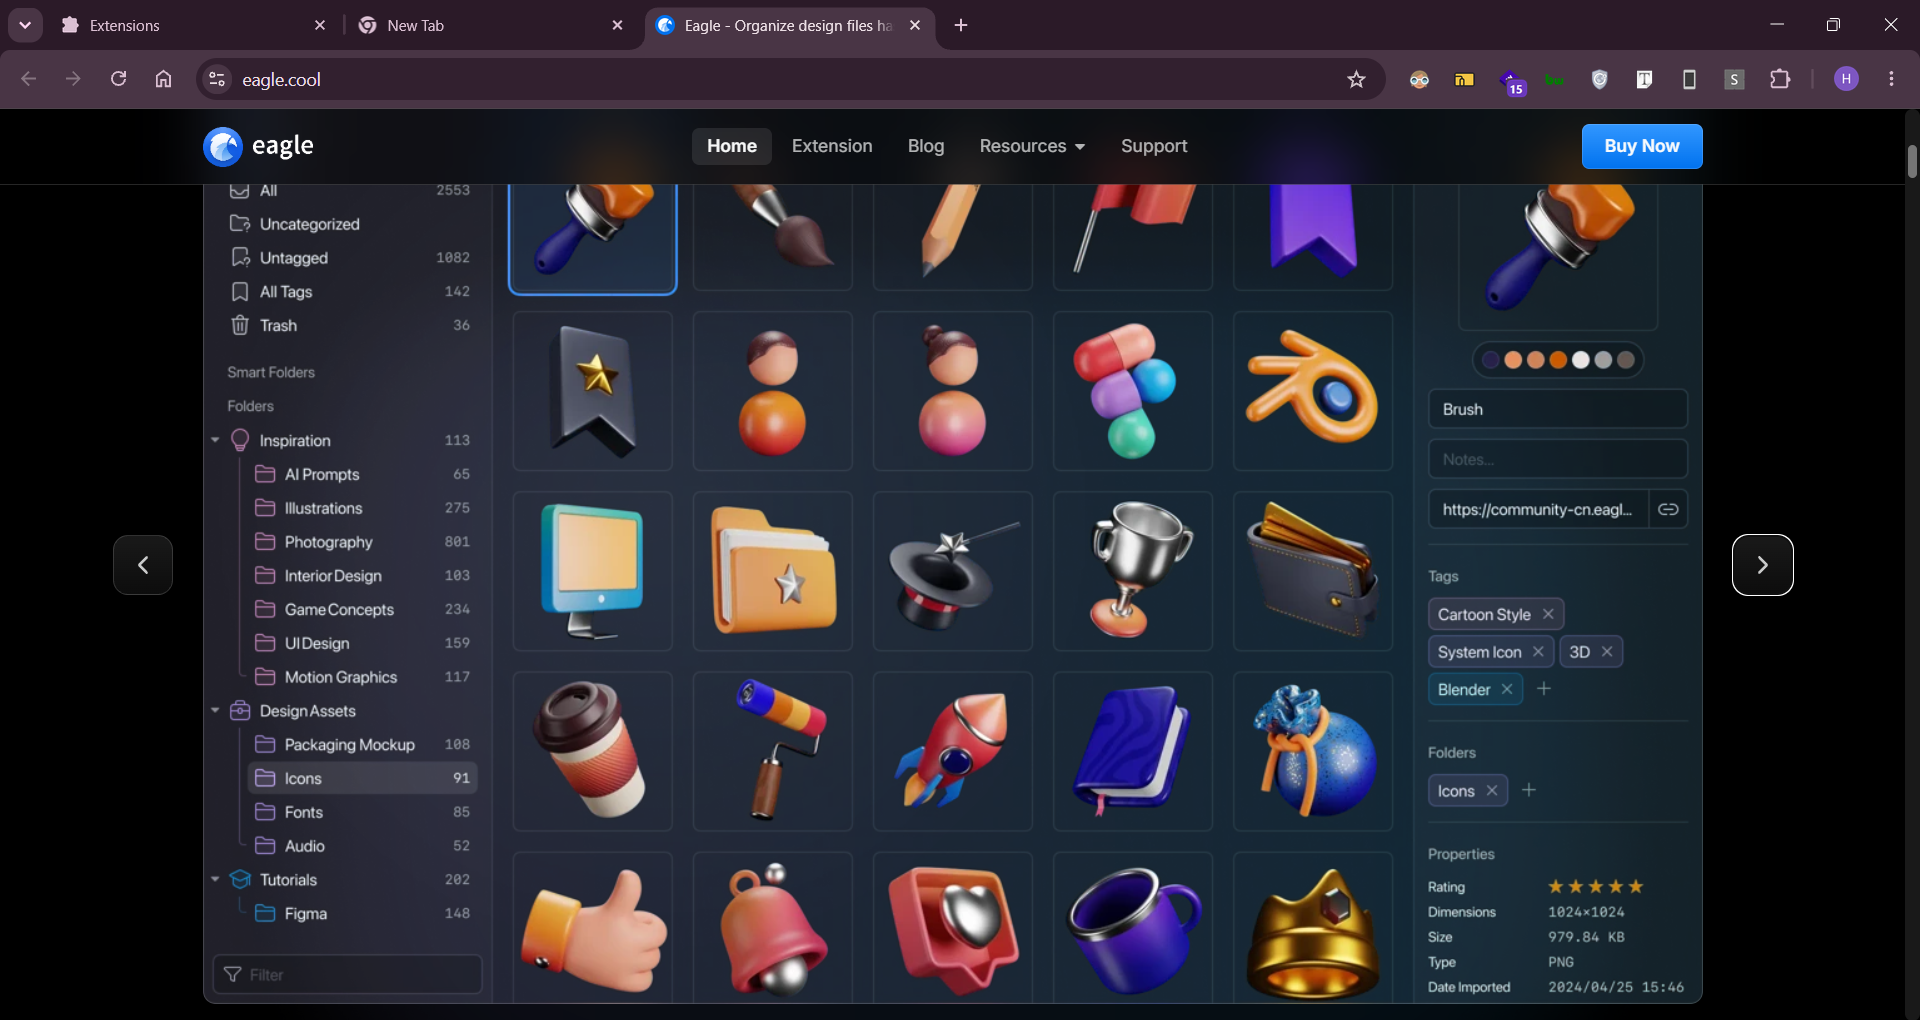 Extensions
New Tab
Eagle - Organize design files ha
eagle.cool
15
bw
T
S
H
eagle
Home
Extension
Blog
Resources
Support
Buy Now
All 2553
Uncategorized
Untagged 1082
All Tags 142
Trash 36
Smart Folders
Folders
Inspiration 113
AI Prompts 65
Illustrations 275
Photography 801
Interior Design 103
Game Concepts 234
UI Design 159
Motion Graphics 117
Design Assets
Packaging Mockup 108
Icons 91
Fonts 85
Audio 52
Tutorials 202
Figma 148
Filter
Brush
Notes...
https://community-cn.eagl...
Tags
Cartoon Style
System Icon
3D
Blender
Folders
Icons
Properties
Rating
Dimensions 1024×1024
Size 979.84 KB
Type PNG
Date Imported 2024/04/25 15:46